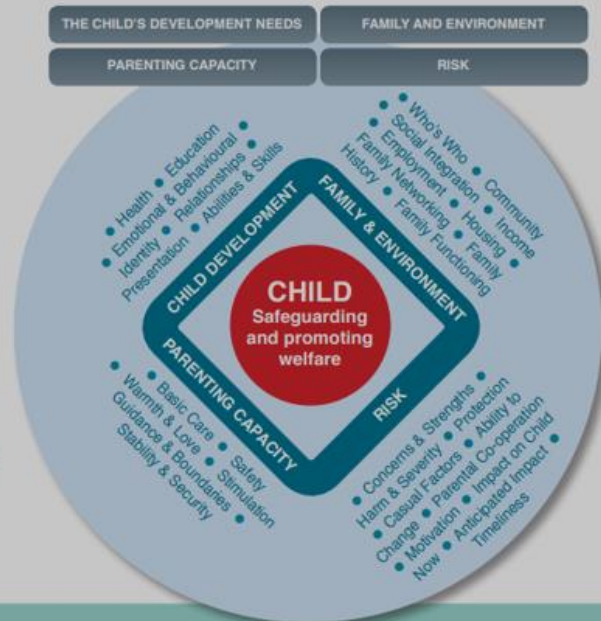 THE CHILD'S DEVELOPMENT NEEDS
FAMILY AND ENVIRONMENT
PARENTING CAPACITY
RISK
• Health • Education
• Emotional & Behavioural •
Identity • Relationships •
Presentation • Abilities & Skills
• Who's Who • Community
• Social Integration • Income
• Employment • Housing •
Family Networking • Family
History • Family Functioning
CHILD DEVELOPMENT
FAMILY & ENVIRONMENT
CHILD
Safeguarding
and promoting
welfare
PARENTING CAPACITY
RISK
• Basic Care • Safety
• Warmth & Love • Stimulation
Guidance & Boundaries •
Stability & Security
• Concerns & Strengths •
Harm & Severity • Protection
• Casual Factors • Ability to
Change • Parental Co-operation
• Motivation • Impact on Child
Now • Anticipated Impact •
Timeliness